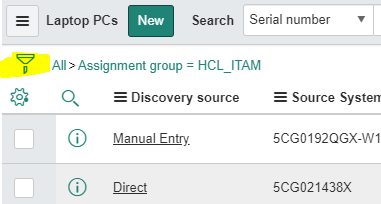 Laptop PCs New Search Serial number
All > Assignment group = HCL_ITAM
Discovery source Source System
Manual Entry 5CG0192QGX-W1
Direct 5CG021438X